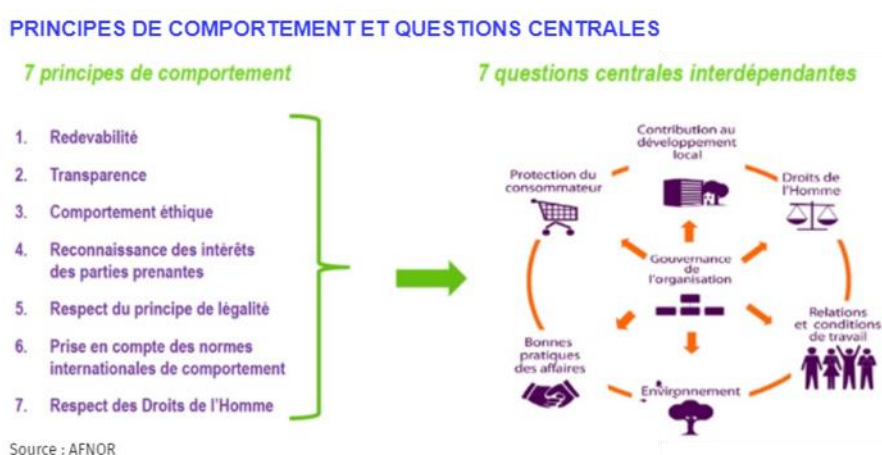 PRINCIPES DE COMPORTEMENT ET QUESTIONS CENTRALES
7 principes de comportement
1. Redevabilité
2. Transparence
3. Comportement éthique
4. Reconnaissance des intérêts
des parties prenantes
5. Respect du principe de légalité
6. Prise en compte des normes
internationales de comportement
7. Respect des Droits de l'Homme
7 questions centrales interdépendantes
Contribution au
développement
local
Protection du
consommateur
Droits de
l'Homme
Gouvernance
de
l'organisation
Relations
et conditions
de travail
Bonnes
pratiques
des affaires
Environnement
Source : AFNOR